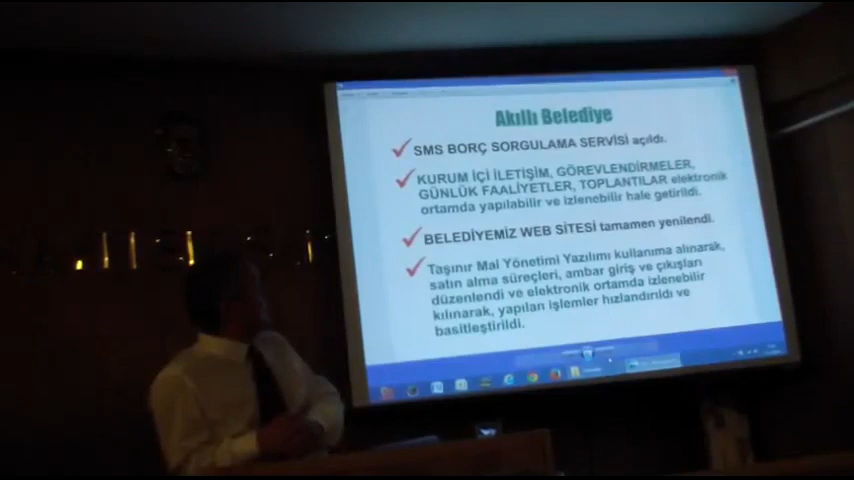 Akıllı Belediye
SMS BORÇ SORGULAMA SERVİSİ açıldı.
KURUM İÇİ İLETİŞİM, GÖREVLENDİRMELER,
GÜNLÜK FAALİYETLER, TOPLANTILAR elektronik
ortamda yapılabilir ve izlenebilir hale getirildi.
BELEDİYEMİZ WEB SİTESİ tamamen yenilendi.
Taşınır Mal Yönetimi Yazılımı kullanıma alınarak,
satın alma süreçleri, ambar giriş ve çıkışları
düzenlendi ve elektronik ortamda izlenebilir
kılınarak, yapılan işlemler hızlandırıldı ve
basitleştirildi.